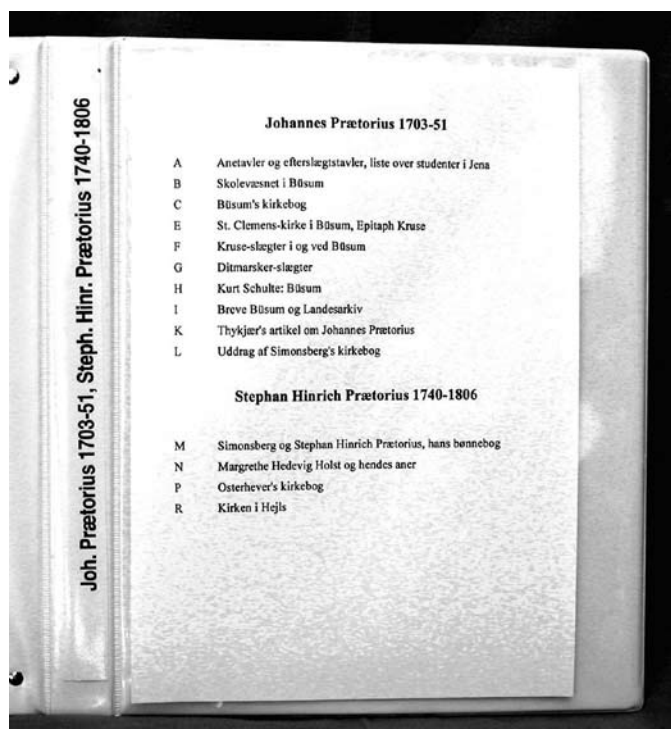 Joh. Prætorius 1703-51, Steph. Hinr. Prætorius 1740-1806
Johannes Prætorius 1703-51
A Anetavler og efterslægtstavler, liste over studenter i Jena
B Skolevæsnet i Büsum
C Büsum's kirkebog
E St. Clemens-kirke i Büsum, Epitaph Kruse
F Kruse-slægter i og ved Büsum
G Ditmarsker-slægter
H Kurt Schulte: Büsum
I Breve Büsum og Landesarkiv
K Thykjær's artikel om Johannes Prætorius
L Uddrag af Simonsberg's kirkebog
Stephan Hinrich Prætorius 1740-1806
M Simonsberg og Stephan Hinrich Prætorius, hans bønnebog
N Margrethe Hedevig Holst og hendes aner
P Osterhever's kirkebog
R Kirken i Hejls